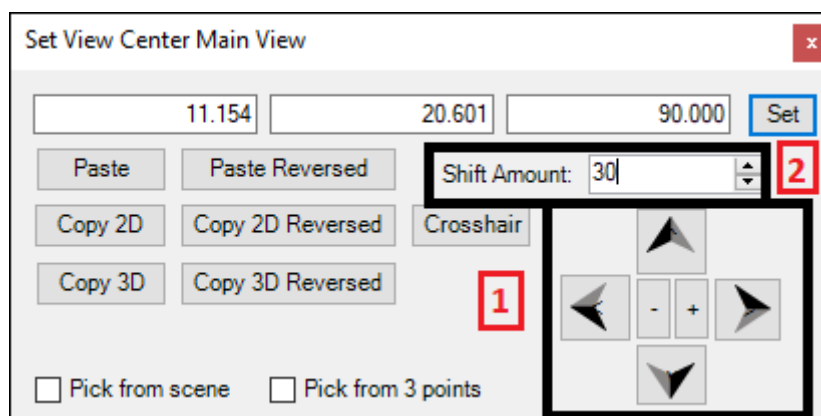 Set View Center Main View
x
11.154 20.601 90.000 Set
Paste Paste Reversed Shift Amount: 30 2
Copy 2D Copy 2D Reversed Crosshair
Copy 3D Copy 3D Reversed 1 - +
Pick from scene Pick from 3 points